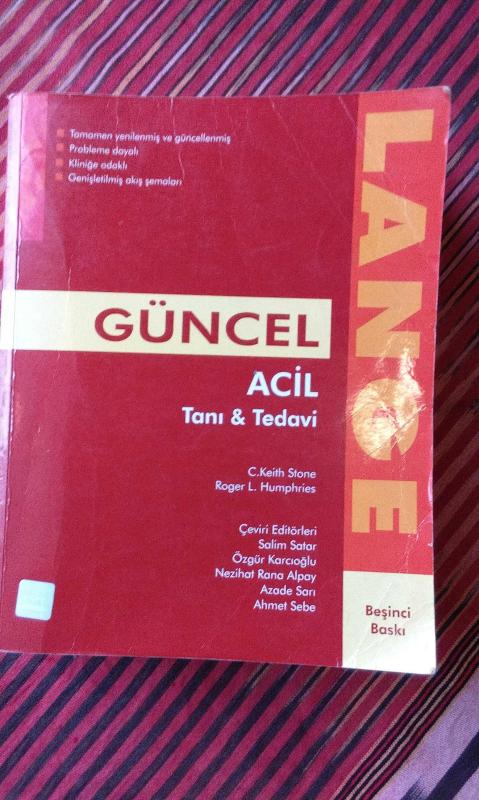 Tamamen yenilenmiş ve güncellenmiş
Probleme dayalı
Kliniğe odaklı
Genişletilmiş akış şemaları
LANGE
GÜNCEL
ACİL
Tanı & Tedavi
C.Keith Stone
Roger L. Humphries
Çeviri Editörleri
Salim Satar
Özgür Karcıoğlu
Nezihat Rana Alpay
Azade Sarı
Ahmet Sebe
Beşinci
Baskı